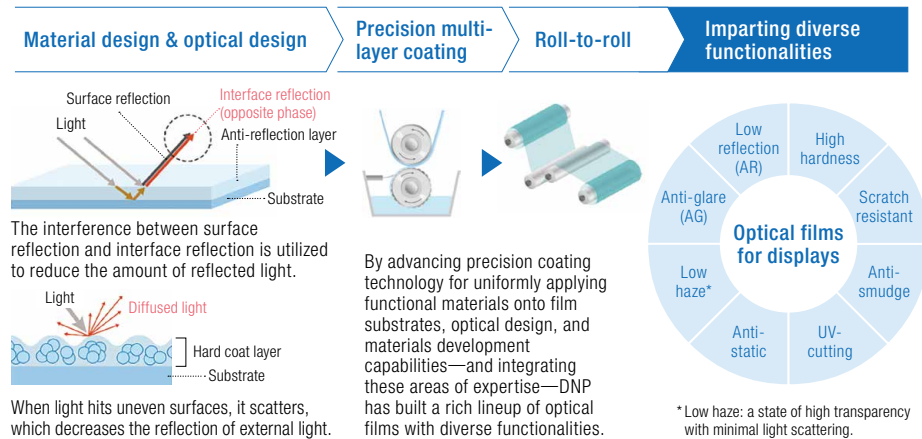 Material design & optical design
Precision multi-
layer coating
Roll-to-roll
Imparting diverse
functionalities
Surface reflection
Interface reflection
(opposite phase)
Light
Anti-reflection layer
Substrate
The interference between surface
reflection and interface reflection is utilized
to reduce the amount of reflected light.
Light
Diffused light
Hard coat layer
Substrate
When light hits uneven surfaces, it scatters,
which decreases the reflection of external light.
By advancing precision coating
technology for uniformly applying
functional materials onto film
substrates, optical design, and
materials development
capabilities—and integrating
these areas of expertise—DNP
has built a rich lineup of optical
films with diverse functionalities.
Optical films
for displays
Low
reflection
(AR)
High
hardness
Scratch
resistant
Anti-
smudge
UV-
cutting
Anti-
static
Low
haze*
Anti-glare
(AG)
* Low haze: a state of high transparency
with minimal light scattering.